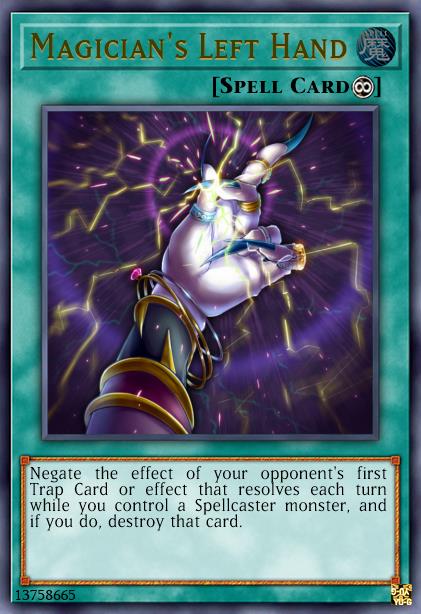 Magician's Left Hand
魔
[Spell Card]
Negate the effect of your opponent's first
Trap Card or effect that resolves each turn
while you control a Spellcaster monster, and
if you do, destroy that card.
13758665